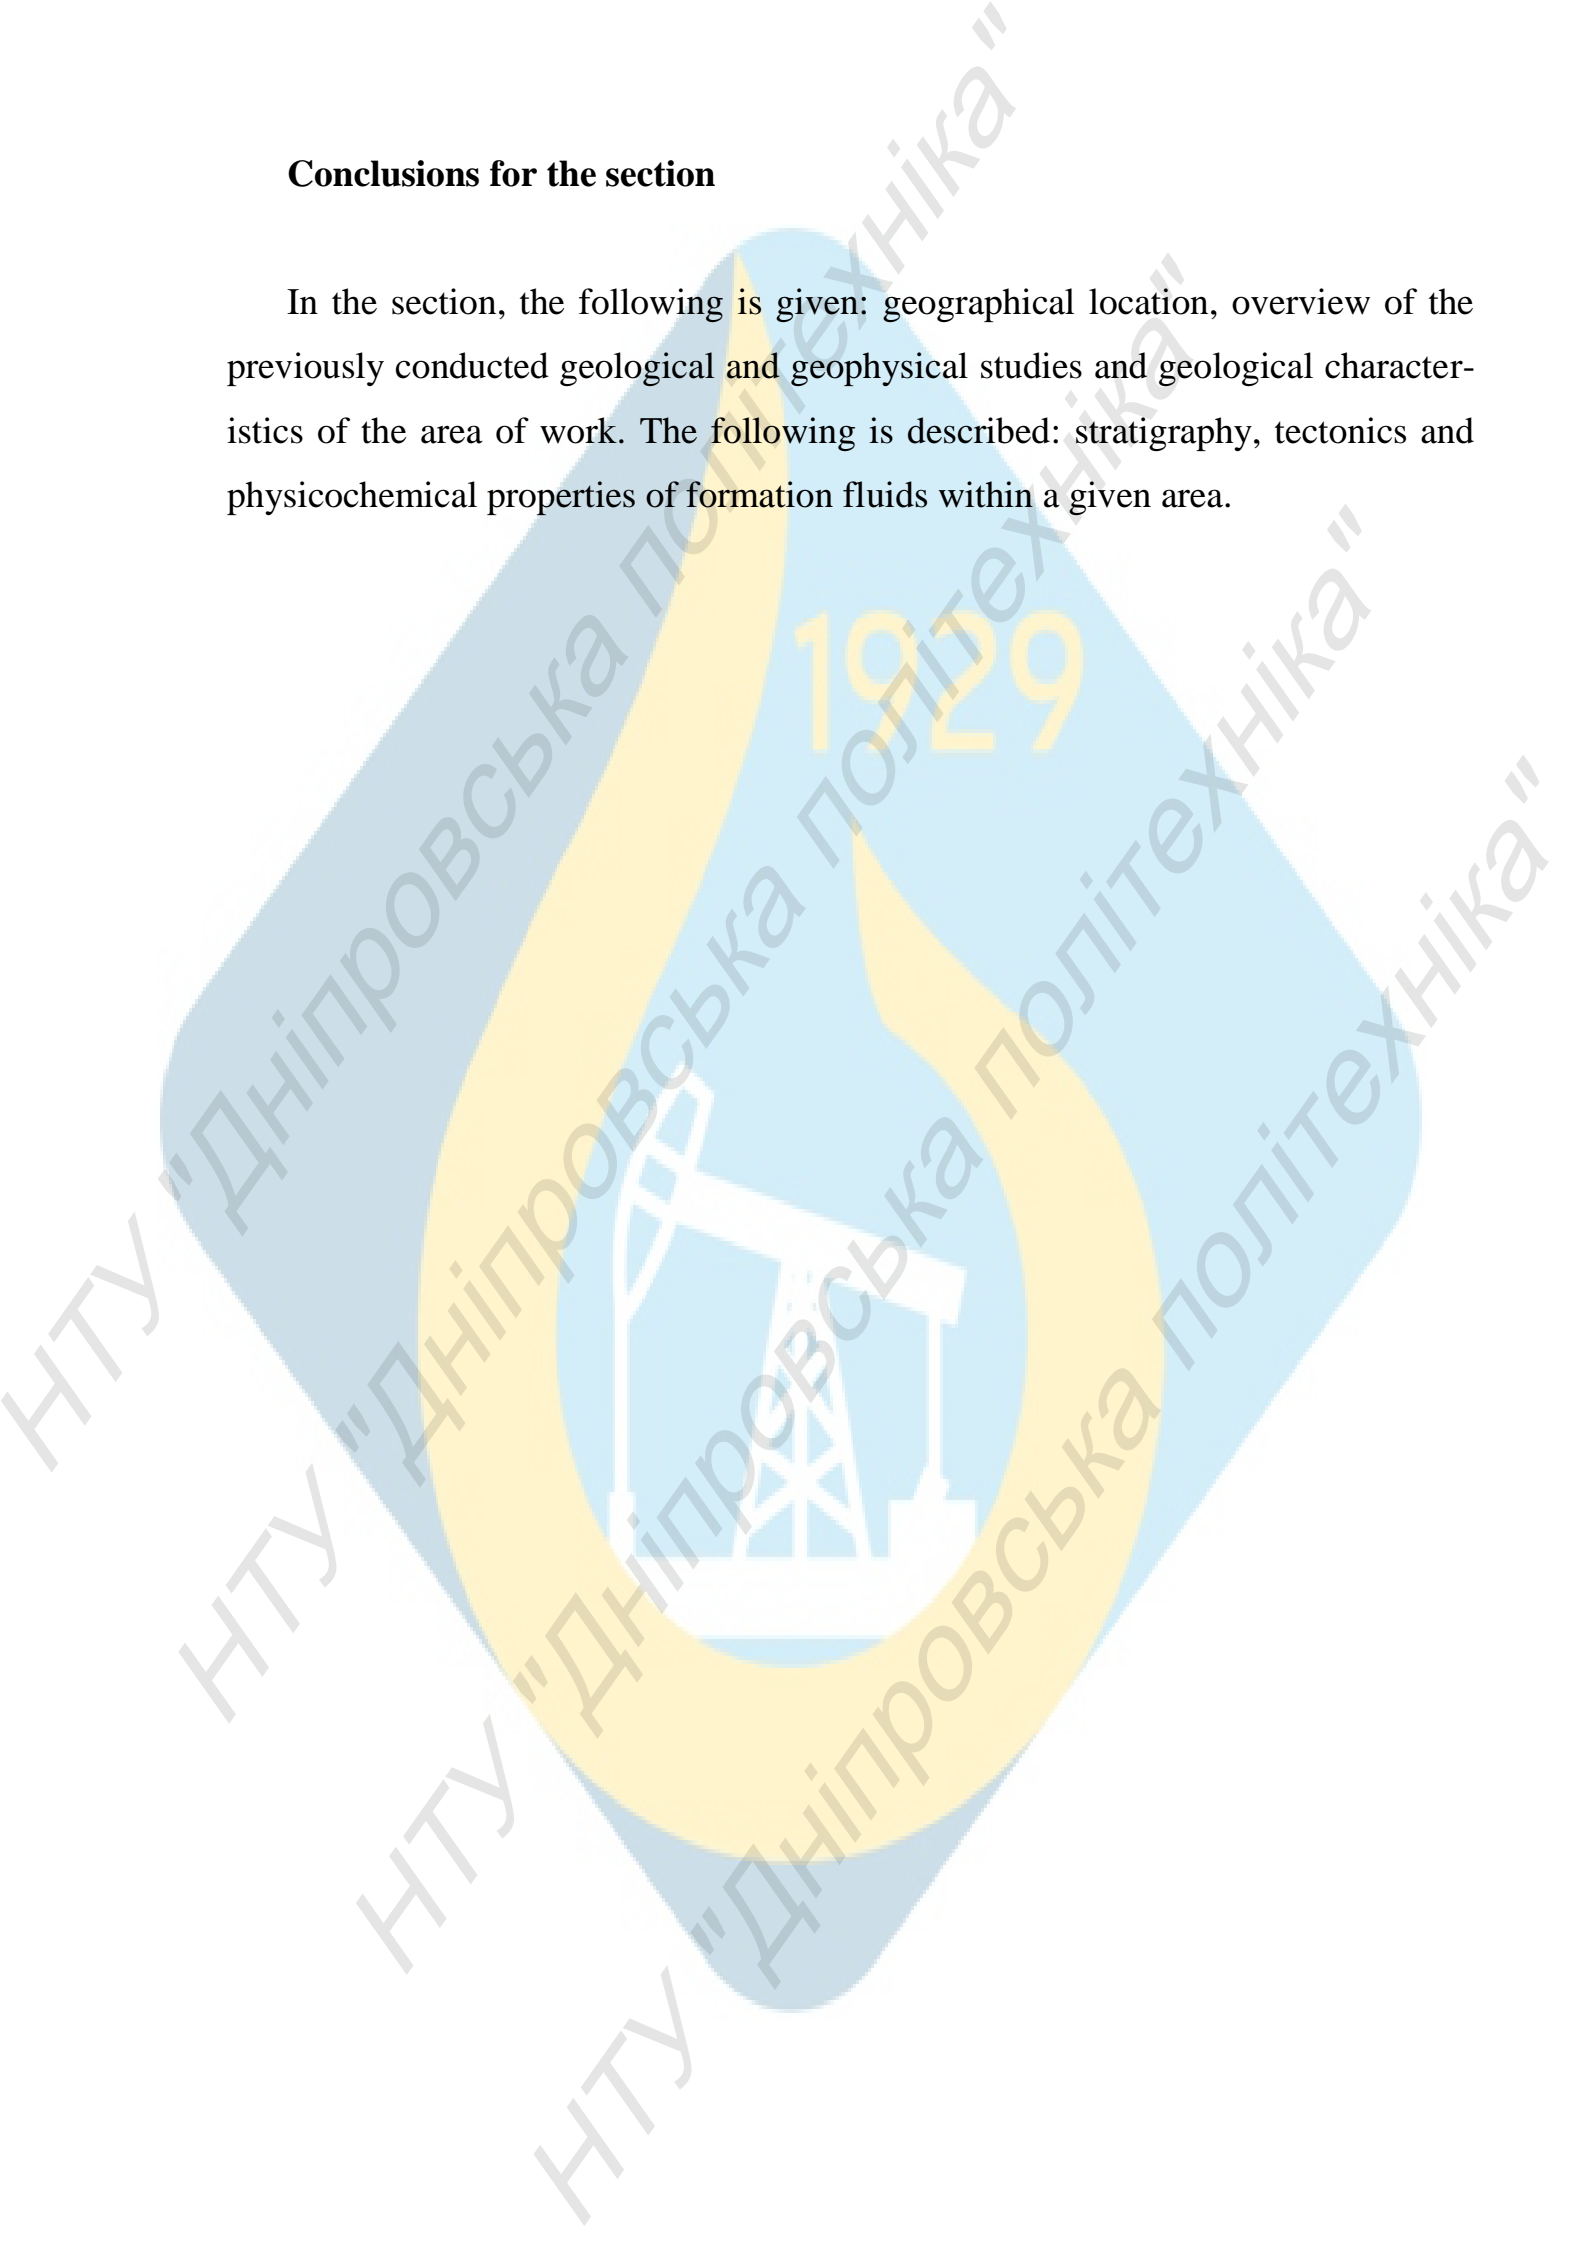 Conclusions for the section
In the section, the following is given: geographical location, overview of the
previously conducted geological and geophysical studies and geological character-
istics of the area of work. The following is described: stratigraphy, tectonics and
physicochemical properties of formation fluids within a given area.
1929
НТУ "Дніпровська політехніка"
НТУ "Дніпровська політехніка"
НТУ "Дніпровська політехніка"
НТУ "Дніпровська політехніка"